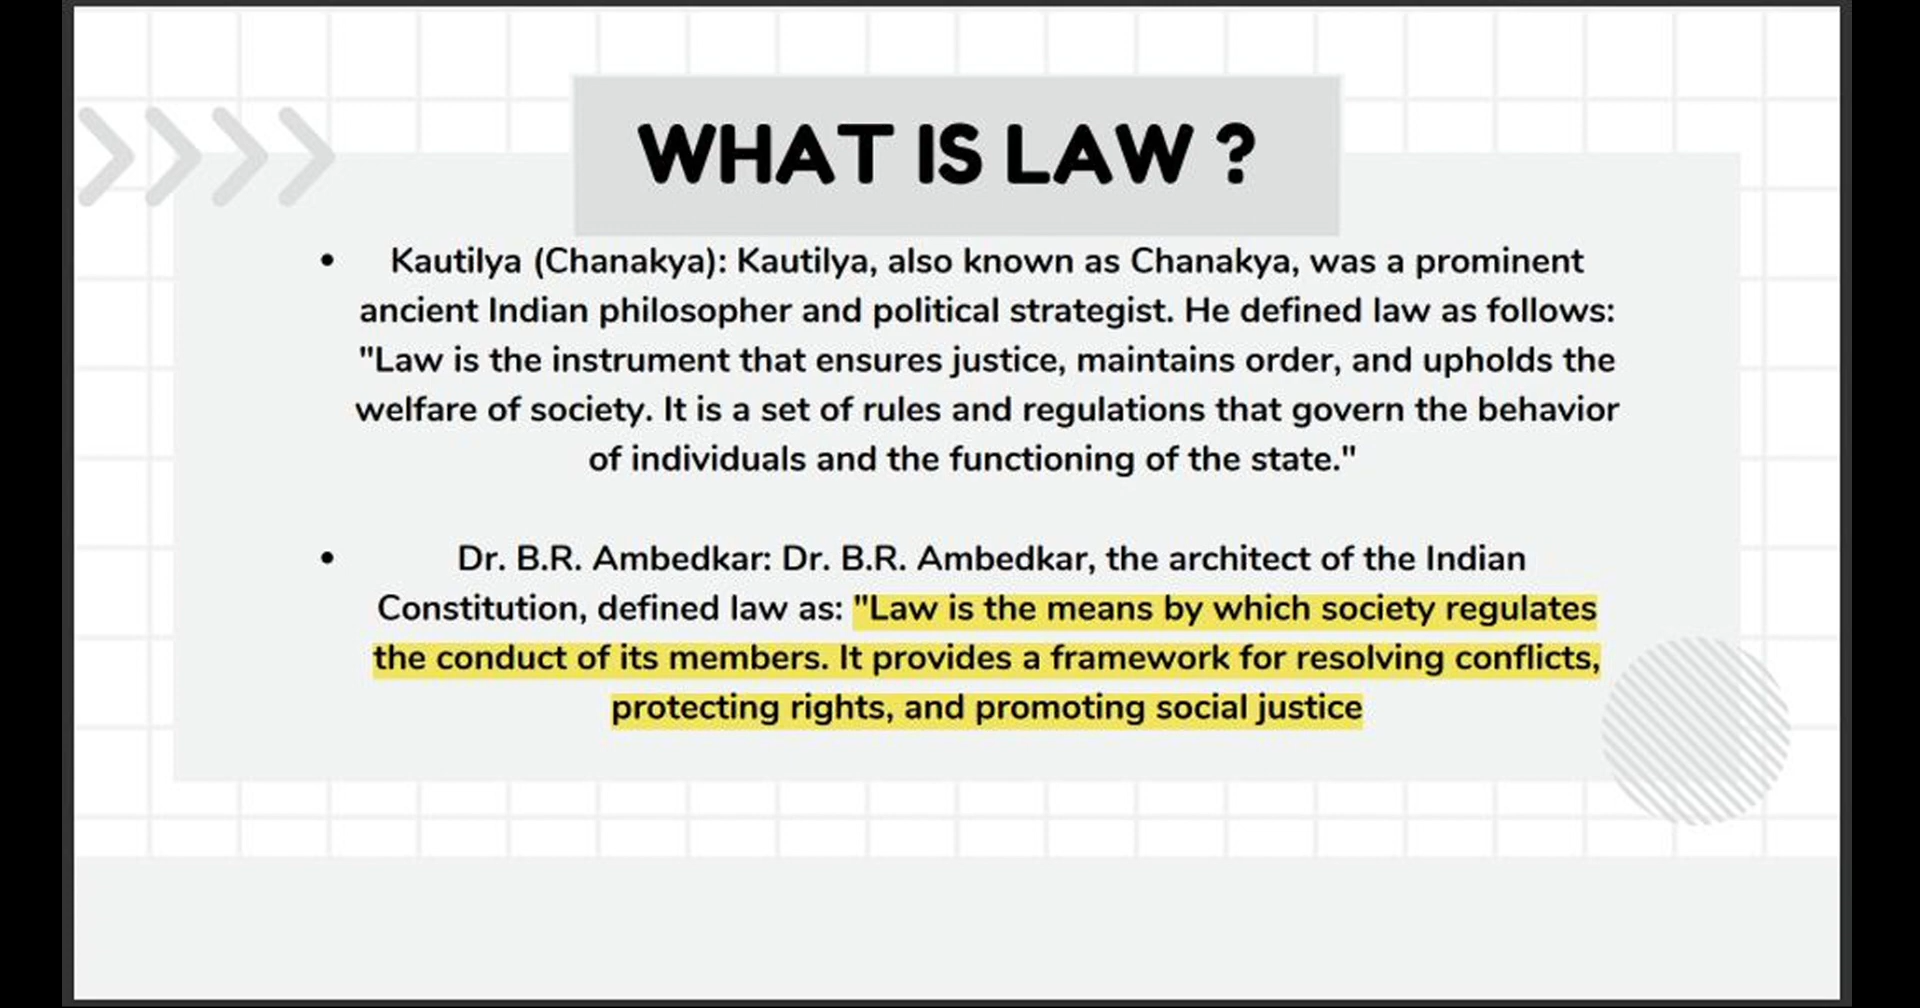 WHAT IS LAW ?
• Kautilya (Chanakya): Kautilya, also known as Chanakya, was a prominent
ancient Indian philosopher and political strategist. He defined law as follows:
"Law is the instrument that ensures justice, maintains order, and upholds the
welfare of society. It is a set of rules and regulations that govern the behavior
of individuals and the functioning of the state."
• Dr. B.R. Ambedkar: Dr. B.R. Ambedkar, the architect of the Indian
Constitution, defined law as: "Law is the means by which society regulates
the conduct of its members. It provides a framework for resolving conflicts,
protecting rights, and promoting social justice